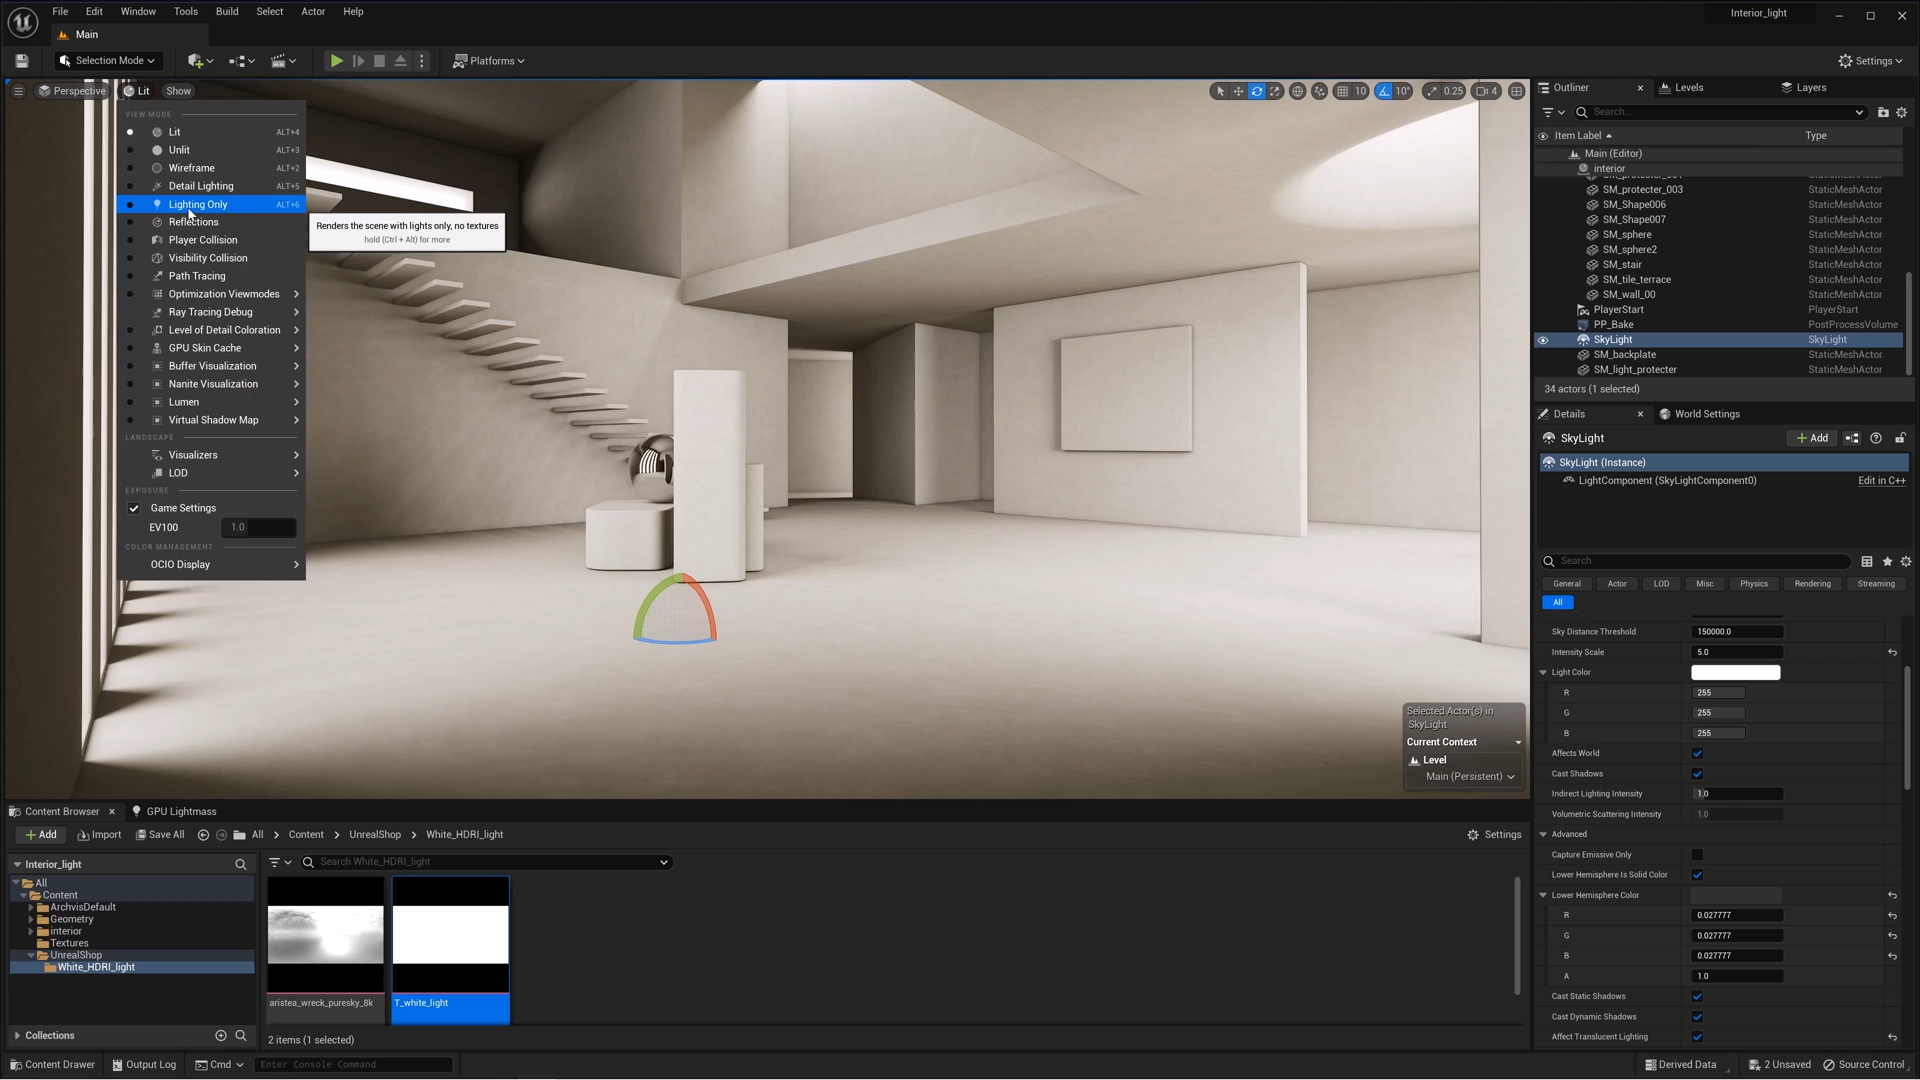 File Edit Window Tools Build Select Actor Help
Interior_light
Main
Selection Mode
Platforms
Settings
Perspective Lit Show
10 10° 0.25 4
VIEW MODE
Lit ALT+4
Unlit ALT+3
Wireframe ALT+2
Detail Lighting ALT+5
Lighting Only ALT+6
Reflections
Player Collision
Visibility Collision
Path Tracing
Optimization Viewmodes
Ray Tracing Debug
Level of Detail Coloration
GPU Skin Cache
Buffer Visualization
Nanite Visualization
Lumen
Virtual Shadow Map
LANDSCAPE
Visualizers
LOD
EXPOSURE
Game Settings
EV100 1.0
COLOR MANAGEMENT
OCIO Display
Renders the scene with lights only, no textures
hold (Ctrl + Alt) for more
Selected Actor(s) in
SkyLight
Current Context
Level
Main (Persistent)
Outliner Levels Layers
Search...
Item Label Type
Main (Editor)
interior
SM_protecter_003 StaticMeshActor
SM_Shape006 StaticMeshActor
SM_Shape007 StaticMeshActor
SM_sphere StaticMeshActor
SM_sphere2 StaticMeshActor
SM_stair StaticMeshActor
SM_tile_terrace StaticMeshActor
SM_wall_00 StaticMeshActor
PlayerStart PlayerStart
PP_Bake PostProcessVolume
SkyLight SkyLight
SM_backplate StaticMeshActor
SM_light_protecter StaticMeshActor
34 actors (1 selected)
Details World Settings
SkyLight Add
SkyLight (Instance)
LightComponent (SkyLightComponent0) Edit in C++
Search
General Actor LOD Misc Physics Rendering Streaming
All
Sky Distance Threshold 150000.0
Intensity Scale 5.0
Light Color
R 255
G 255
B 255
Affects World
Cast Shadows
Indirect Lighting Intensity 1.0
Volumetric Scattering Intensity 1.0
Advanced
Capture Emissive Only
Lower Hemisphere Is Solid Color
Lower Hemisphere Color
R 0.027777
G 0.027777
B 0.027777
A 1.0
Cast Static Shadows
Cast Dynamic Shadows
Affect Translucent Lighting
Content Browser GPU Lightmass
Add Import Save All All Content UnrealShop White_HDRI_light Settings
Interior_light
Search White_HDRI_light
All
Content
ArchvisDefault
Geometry
interior
Textures
UnrealShop
White_HDRI_light
Collections
aristea_wreck_puresky_8k
T_white_light
2 items (1 selected)
Content Drawer Output Log Cmd Enter Console Command Derived Data 2 Unsaved Source Control